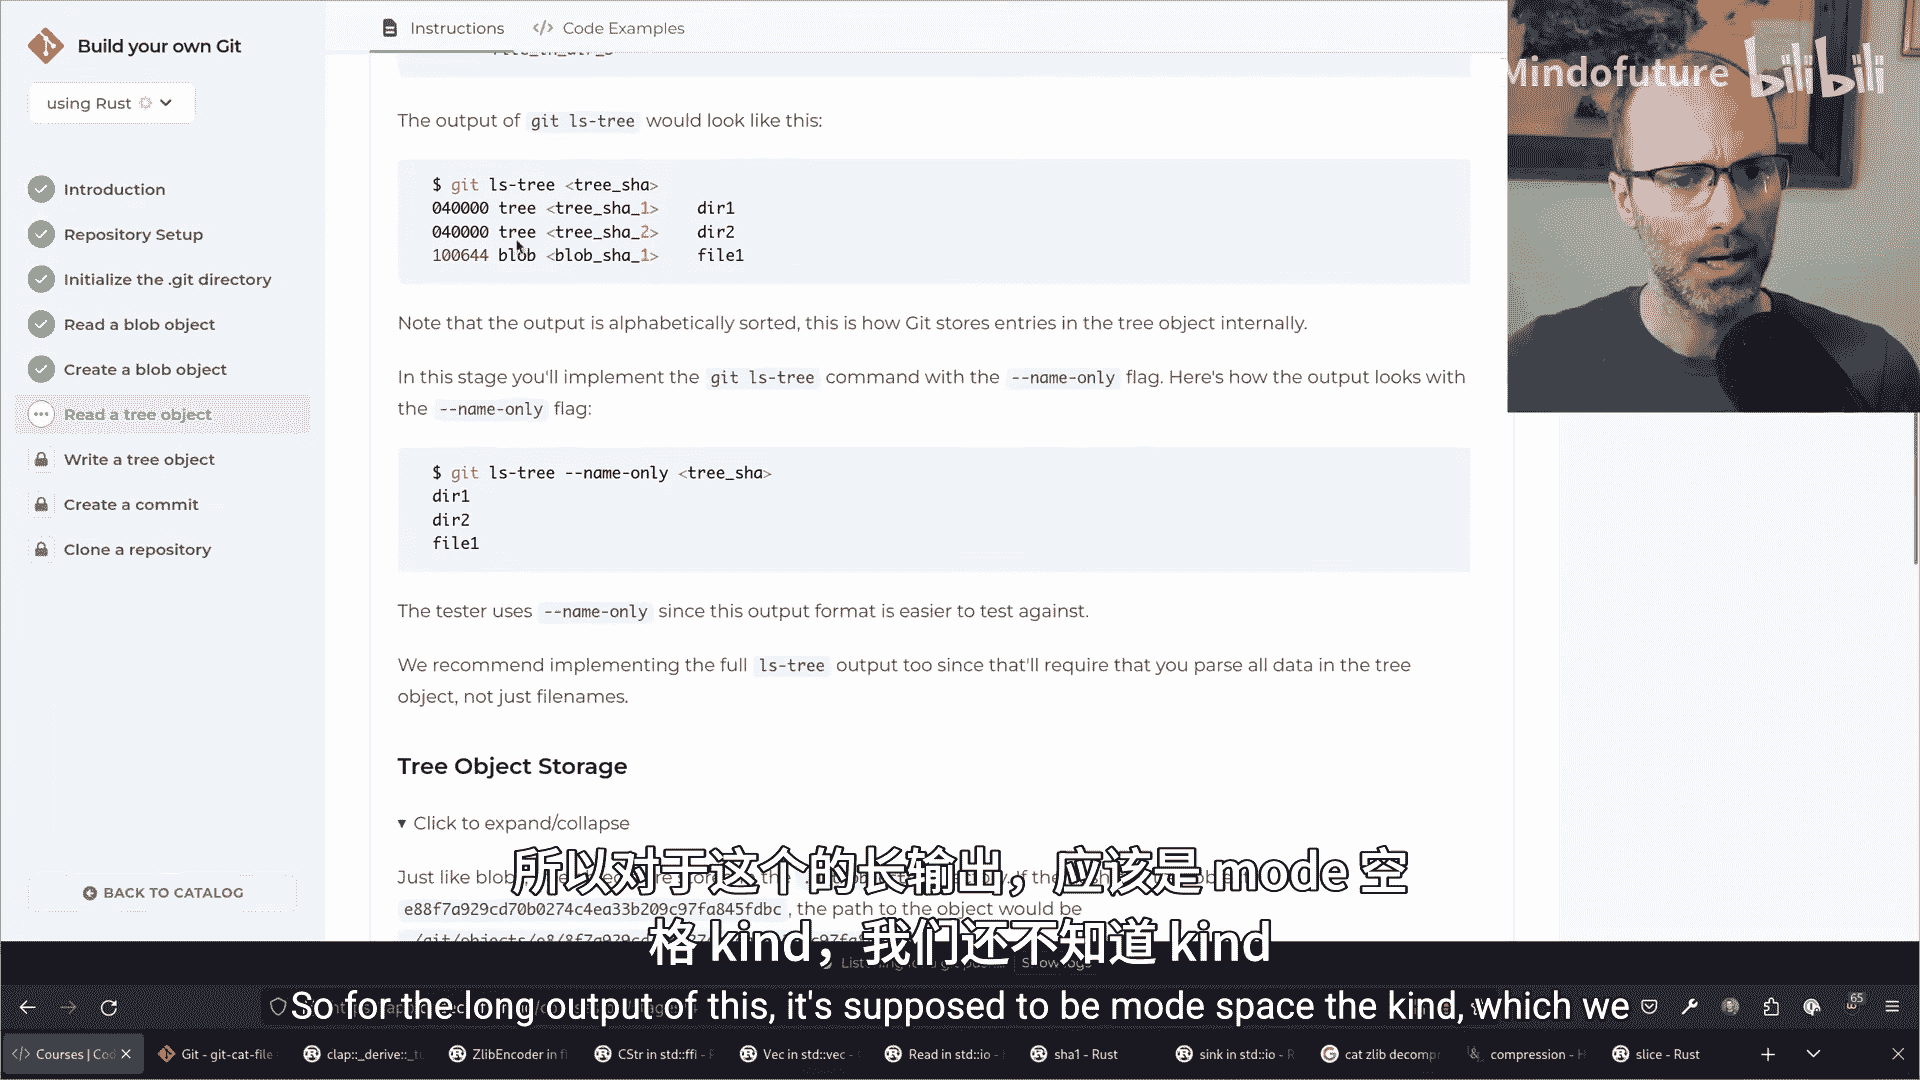 Build your own Git
using Rust
Introduction
Repository Setup
Initialize the .git directory
Read a blob object
Create a blob object
Read a tree object
Write a tree object
Create a commit
Clone a repository
BACK TO CATALOG
Instructions
</> Code Examples
The output of git ls-tree would look like this:
$ git ls-tree <tree_sha>
040000 tree <tree_sha_1> dir1
040000 tree <tree_sha_2> dir2
100644 blob <blob_sha_1> file1
Note that the output is alphabetically sorted, this is how Git stores entries in the tree object internally.
In this stage you'll implement the git ls-tree command with the --name-only flag. Here's how the output looks with
the --name-only flag:
$ git ls-tree --name-only <tree_sha>
dir1
dir2
file1
The tester uses --name-only since this output format is easier to test against.
We recommend implementing the full ls-tree output too since that'll require that you parse all data in the tree
object, not just filenames.
Tree Object Storage
▾ Click to expand/collapse
Just like blob
e88f7a929cd70b0274c4ea33b209c97fa845fdbc, the path to the object would be
Mindofuture bilibili
所以对于这个的长输出，应该是 mode 空
格 kind，我们还不知道 kind
So for the long output of this, it's supposed to be mode space the kind, which we
65
Courses | Cod
Git - git-cat-file
clap::_derive::_tu
ZlibEncoder in fl
CStr in std::ffi -
Vec in std::vec -
Read in std::io -
sha1 - Rust
sink in std::io - R
cat zlib decomp
compression -
slice - Rust